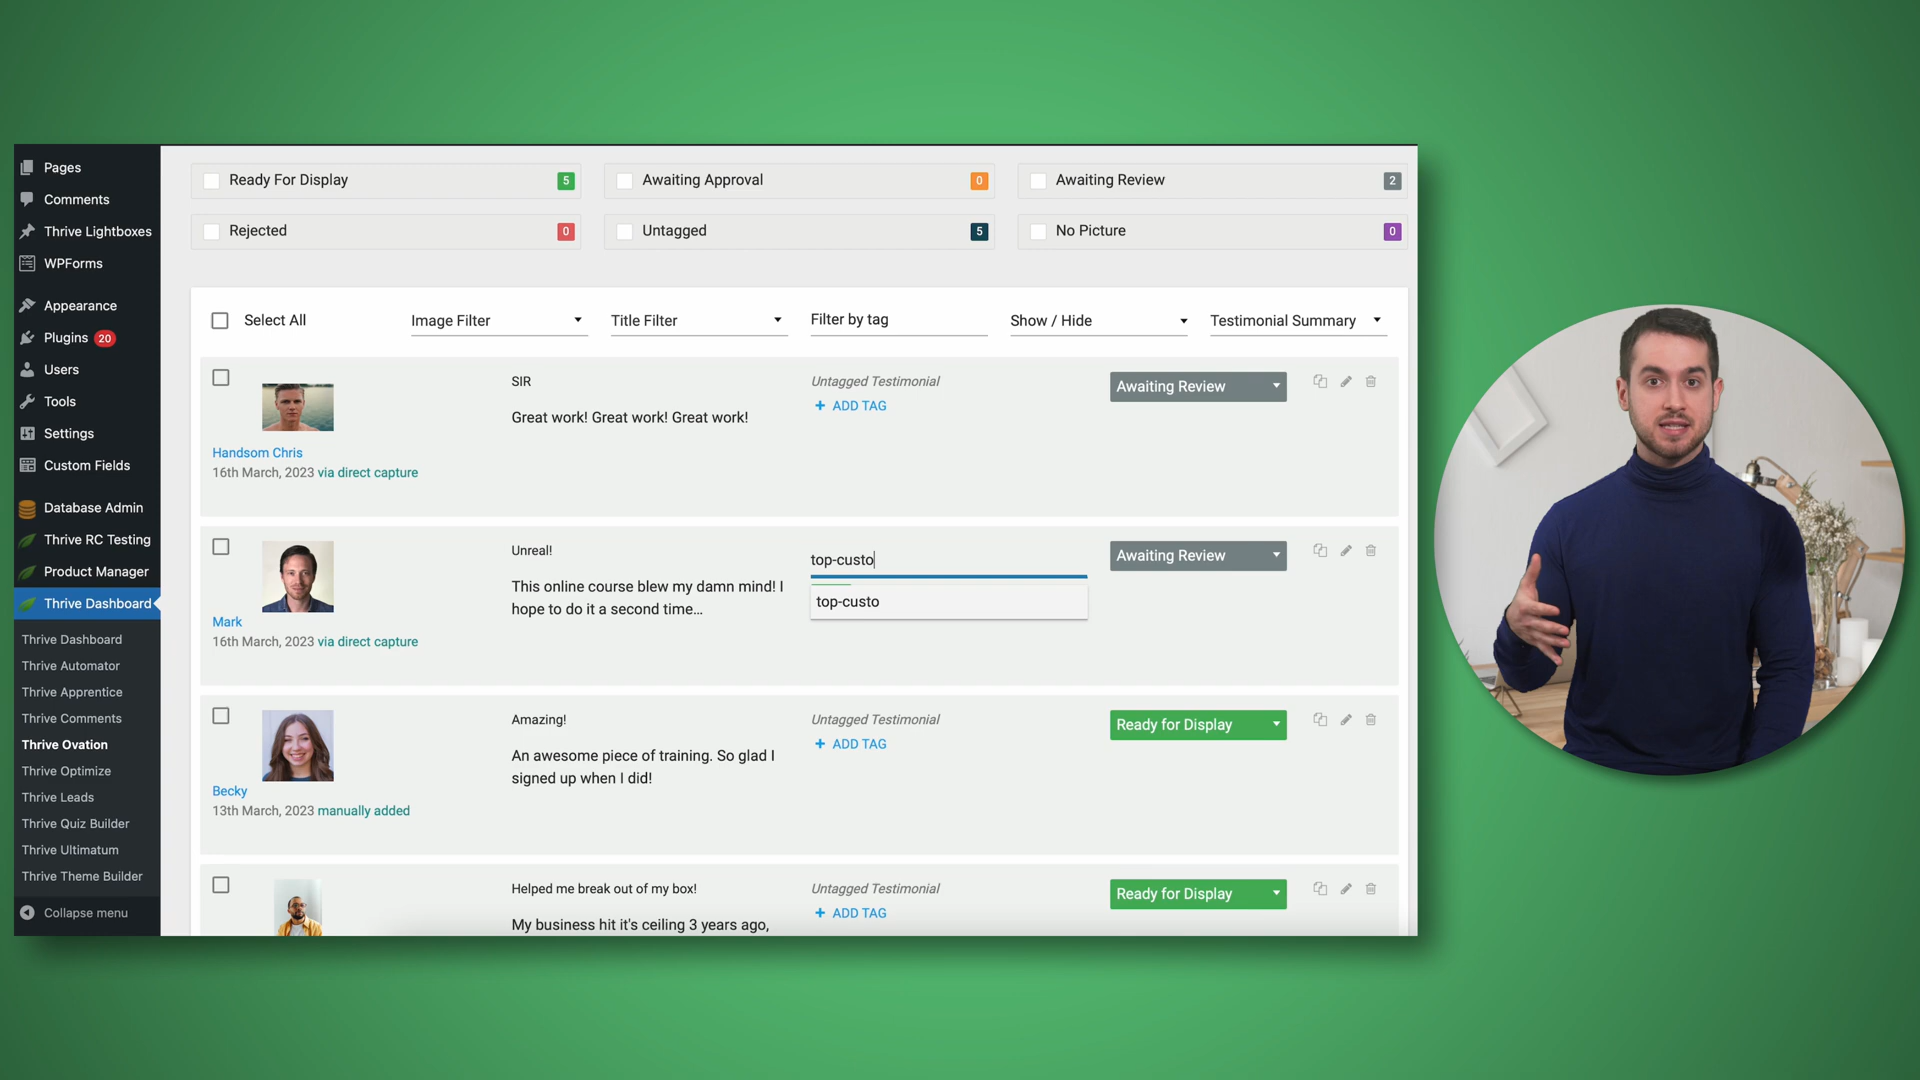 Pages
Comments
Thrive Lightboxes
WPForms
Appearance
Plugins 20
Users
Tools
Settings
Custom Fields
Database Admin
Thrive RC Testing
Product Manager
Thrive Dashboard
Thrive Dashboard
Thrive Automator
Thrive Apprentice
Thrive Comments
Thrive Ovation
Thrive Optimize
Thrive Leads
Thrive Quiz Builder
Thrive Ultimatum
Thrive Theme Builder
Collapse menu
Ready For Display 5
Awaiting Approval 0
Awaiting Review 2
Rejected 0
Untagged 5
No Picture 0
Select All
Image Filter
Title Filter
Filter by tag
Show / Hide
Testimonial Summary
Handsom Chris
16th March, 2023 via direct capture
SIR
Great work! Great work! Great work!
Untagged Testimonial
+ ADD TAG
Awaiting Review
Mark
16th March, 2023 via direct capture
Unreal!
This online course blew my damn mind! I
hope to do it a second time...
top-custo
top-custo
Awaiting Review
Becky
13th March, 2023 manually added
Amazing!
An awesome piece of training. So glad I
signed up when I did!
Untagged Testimonial
+ ADD TAG
Ready for Display
Helped me break out of my box!
My business hit it's ceiling 3 years ago,
Untagged Testimonial
+ ADD TAG
Ready for Display